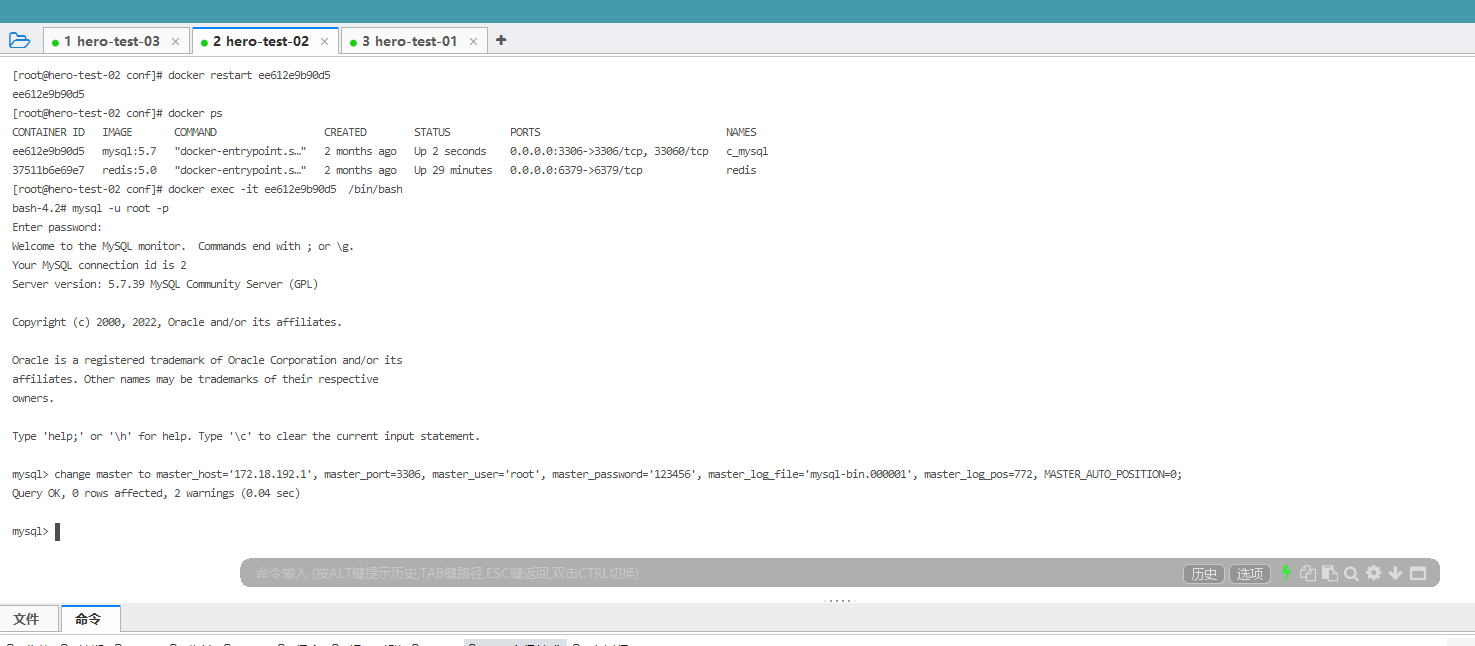 1 hero-test-03 ×
2 hero-test-02 ×
3 hero-test-01 ×
+
[root@hero-test-02 conf]# docker restart ee612e9b90d5
ee612e9b90d5
[root@hero-test-02 conf]# docker ps
CONTAINER ID   IMAGE       COMMAND                  CREATED        STATUS          PORTS                               NAMES
ee612e9b90d5   mysql:5.7   "docker-entrypoint.s…"   2 months ago   Up 2 seconds    0.0.0.0:3306->3306/tcp, 33060/tcp   c_mysql
37511b6e69e7   redis:5.0   "docker-entrypoint.s…"   2 months ago   Up 29 minutes   0.0.0.0:6379->6379/tcp              redis
[root@hero-test-02 conf]# docker exec -it ee612e9b90d5  /bin/bash
bash-4.2# mysql -u root -p
Enter password:
Welcome to the MySQL monitor.  Commands end with ; or \g.
Your MySQL connection id is 2
Server version: 5.7.39 MySQL Community Server (GPL)
Copyright (c) 2000, 2022, Oracle and/or its affiliates.
Oracle is a registered trademark of Oracle Corporation and/or its
affiliates. Other names may be trademarks of their respective
owners.
Type 'help;' or '\h' for help. Type '\c' to clear the current input statement.
mysql> change master to master_host='172.18.192.1', master_port=3306, master_user='root', master_password='123456', master_log_file='mysql-bin.000001', master_log_pos=772, MASTER_AUTO_POSITION=0;
Query OK, 0 rows affected, 2 warnings (0.04 sec)
mysql>
命令输入 (按ALT键提示历史,TAB键路径,ESC键返回,双击CTRL切换)
历史
选项
文件
命令